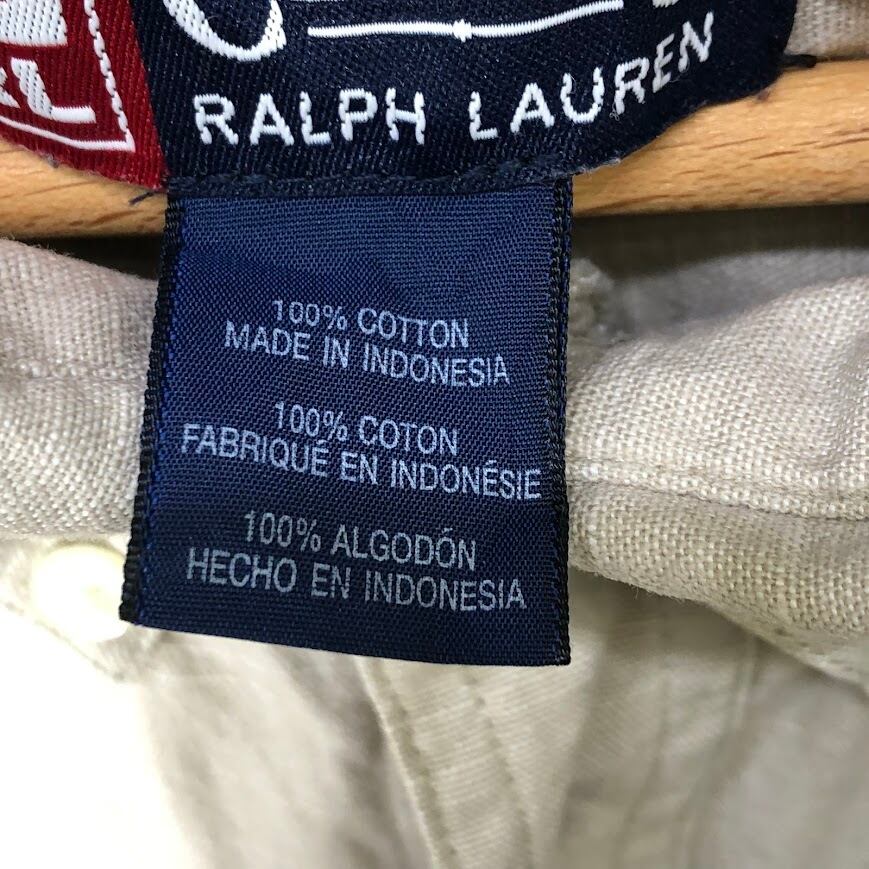 RALPH LAUREN
100% COTTON
MADE IN INDONESIA
100% COTON
FABRIQUÉ EN INDONÉSIE
100% ALGODÓN
HECHO EN INDONESIA